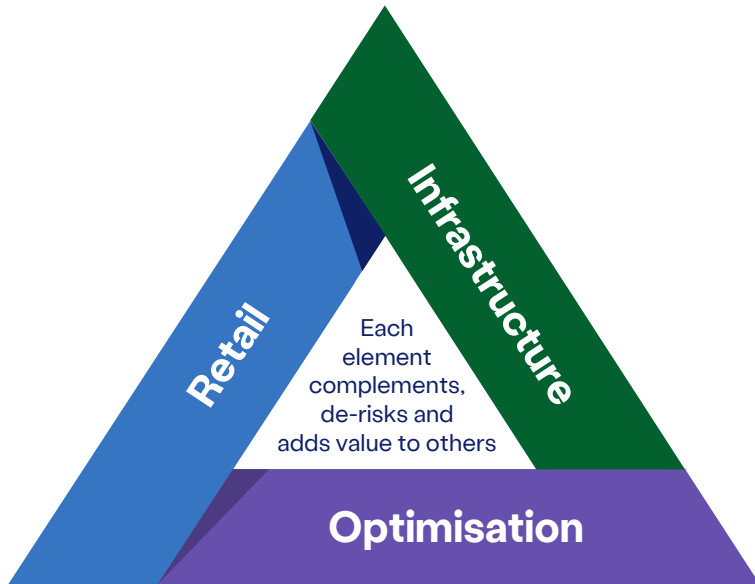 Infrastructure
Retail
Each
element
complements,
de-risks and
adds value to others
Optimisation